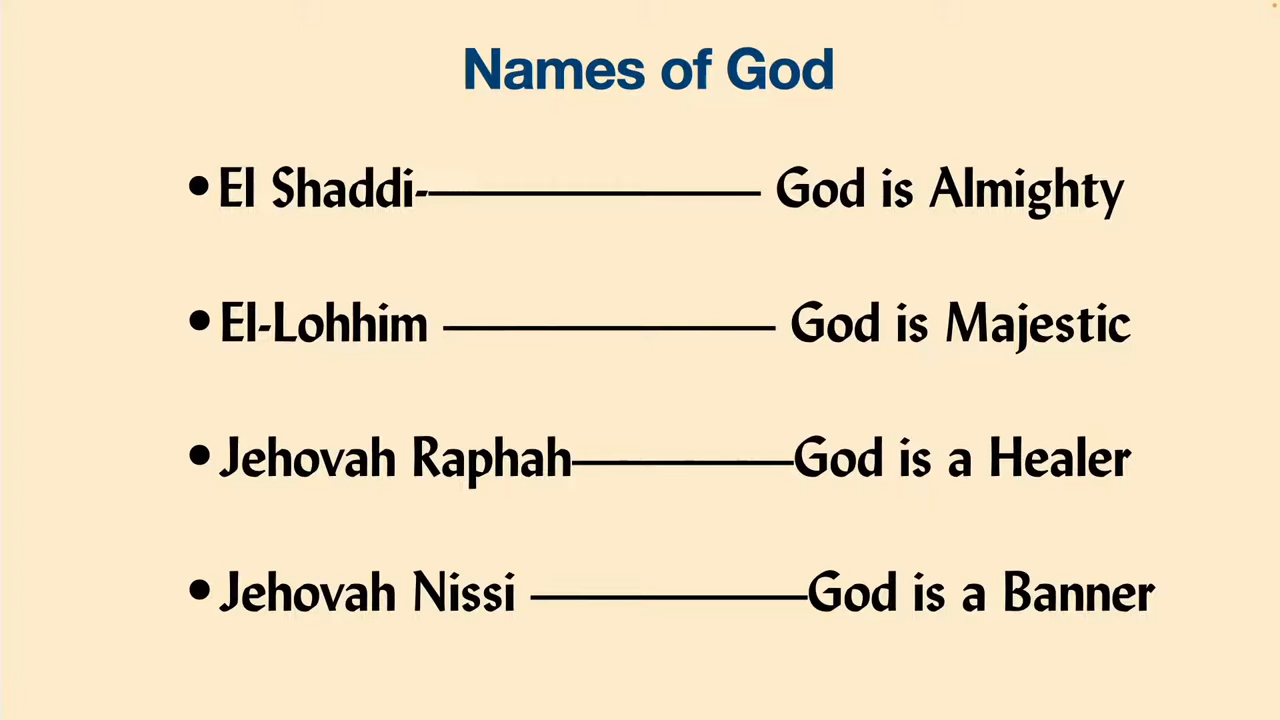 Names of God
•El Shaddi-—————— God is Almighty
•El-Lohhim —————— God is Majestic
•Jehovah Raphah————God is a Healer
•Jehovah Nissi —————God is a Banner